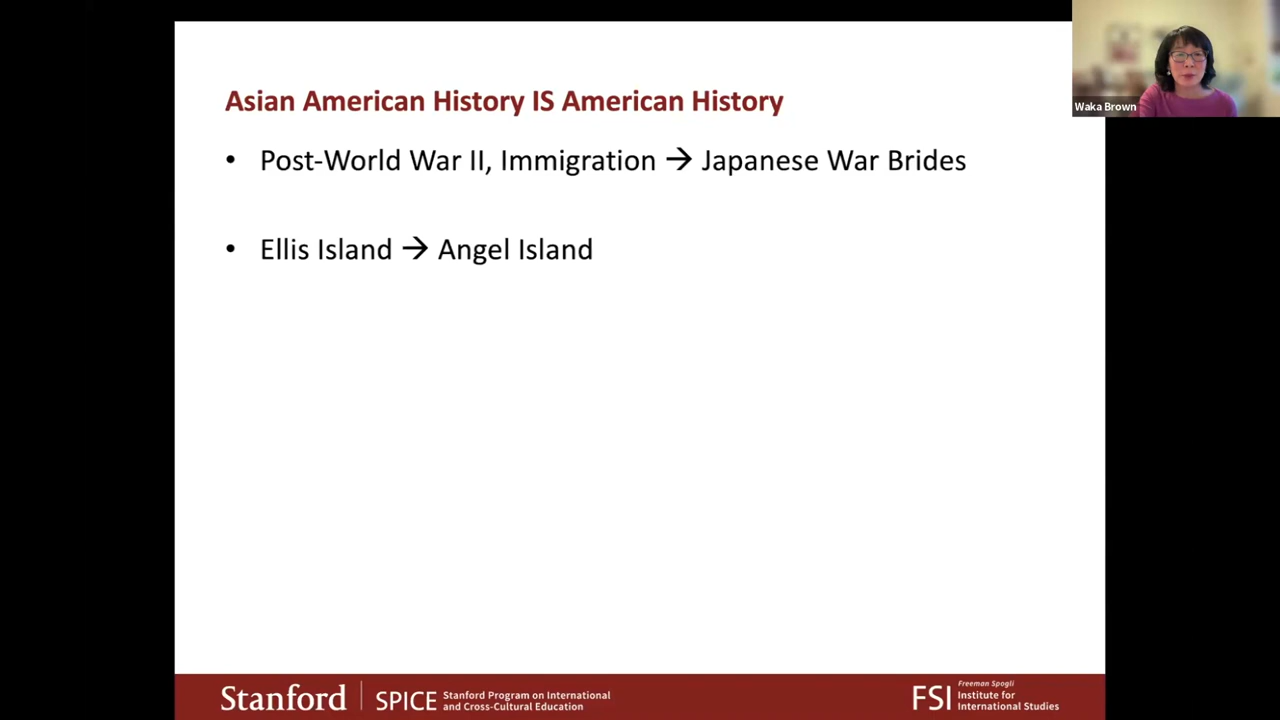 Waka Brown
Asian American History IS American History
• Post-World War II, Immigration → Japanese War Brides
• Ellis Island → Angel Island
Stanford
SPICE
Stanford Program on International
and Cross-Cultural Education
FSI
Freeman Spogli
Institute for
International Studies